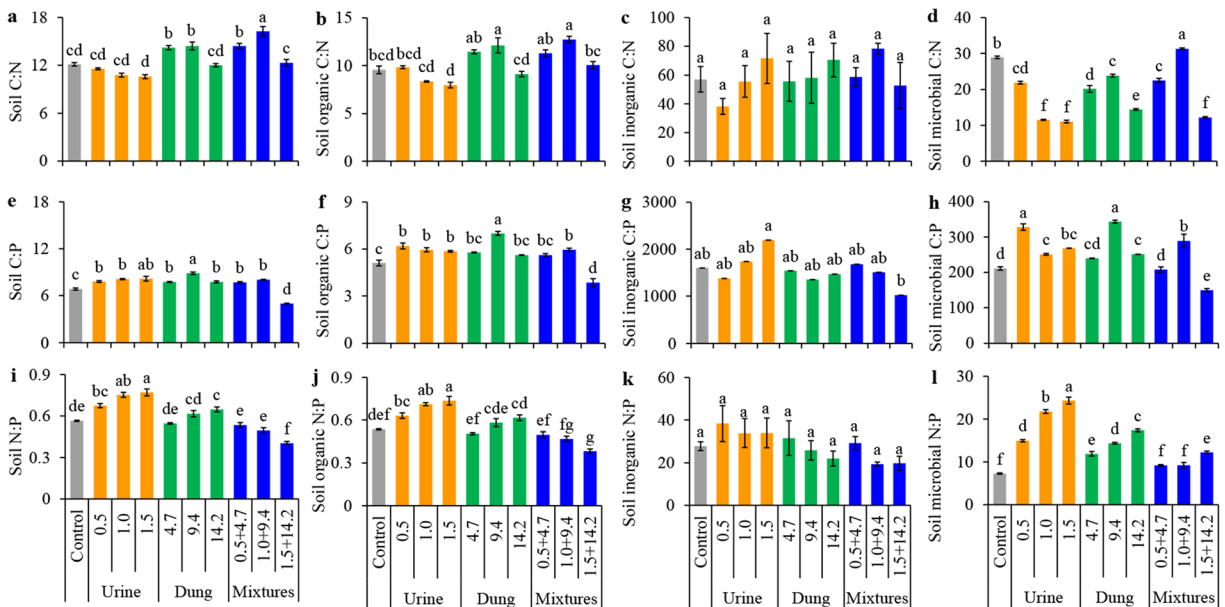 a
Soil C:N
18
12
6
0
cd cd cd d b b c b a c
b
Soil organic C:N
15
10
5
0
bcd bcd d d ab a cd ab a bc
c
Soil inorganic C:N
100
80
60
40
20
0
a a a a a a a a a a
d
Soil microbial C:N
40
30
20
10
0
b cd f f d c e c a f
e
Soil C:P
18
12
6
0
c b b b b a b b b d
f
Soil organic C:P
9
6
3
0
c b b b bc a bc bc b d
g
Soil inorganic C:P
3000
2000
1000
0
ab ab ab a ab ab ab ab ab b
h
Soil microbial C:P
400
300
200
100
0
d a c bc cd a c d b e
i
Soil N:P
0.9
0.6
0.3
0.0
de bc ab a de cd c e e f
Control 0.5 1.0 1.5 4.7 9.4 14.2 0.5+4.7 1.0+9.4 1.5+14.2
Urine Dung Mixtures
j
Soil organic N:P
0.9
0.6
0.3
0.0
def bc ab a ef cde cd ef fg g
Control 0.5 1.0 1.5 4.7 9.4 14.2 0.5+4.7 1.0+9.4 1.5+14.2
Urine Dung Mixtures
k
Soil inorganic N:P
60
40
20
0
a a a a a a a a a a
Control 0.5 1.0 1.5 4.7 9.4 14.2 0.5+4.7 1.0+9.4 1.5+14.2
Urine Dung Mixtures
l
Soil microbial N:P
30
20
10
0
f d b a e d c f f e
Control 0.5 1.0 1.5 4.7 9.4 14.2 0.5+4.7 1.0+9.4 1.5+14.2
Urine Dung Mixtures